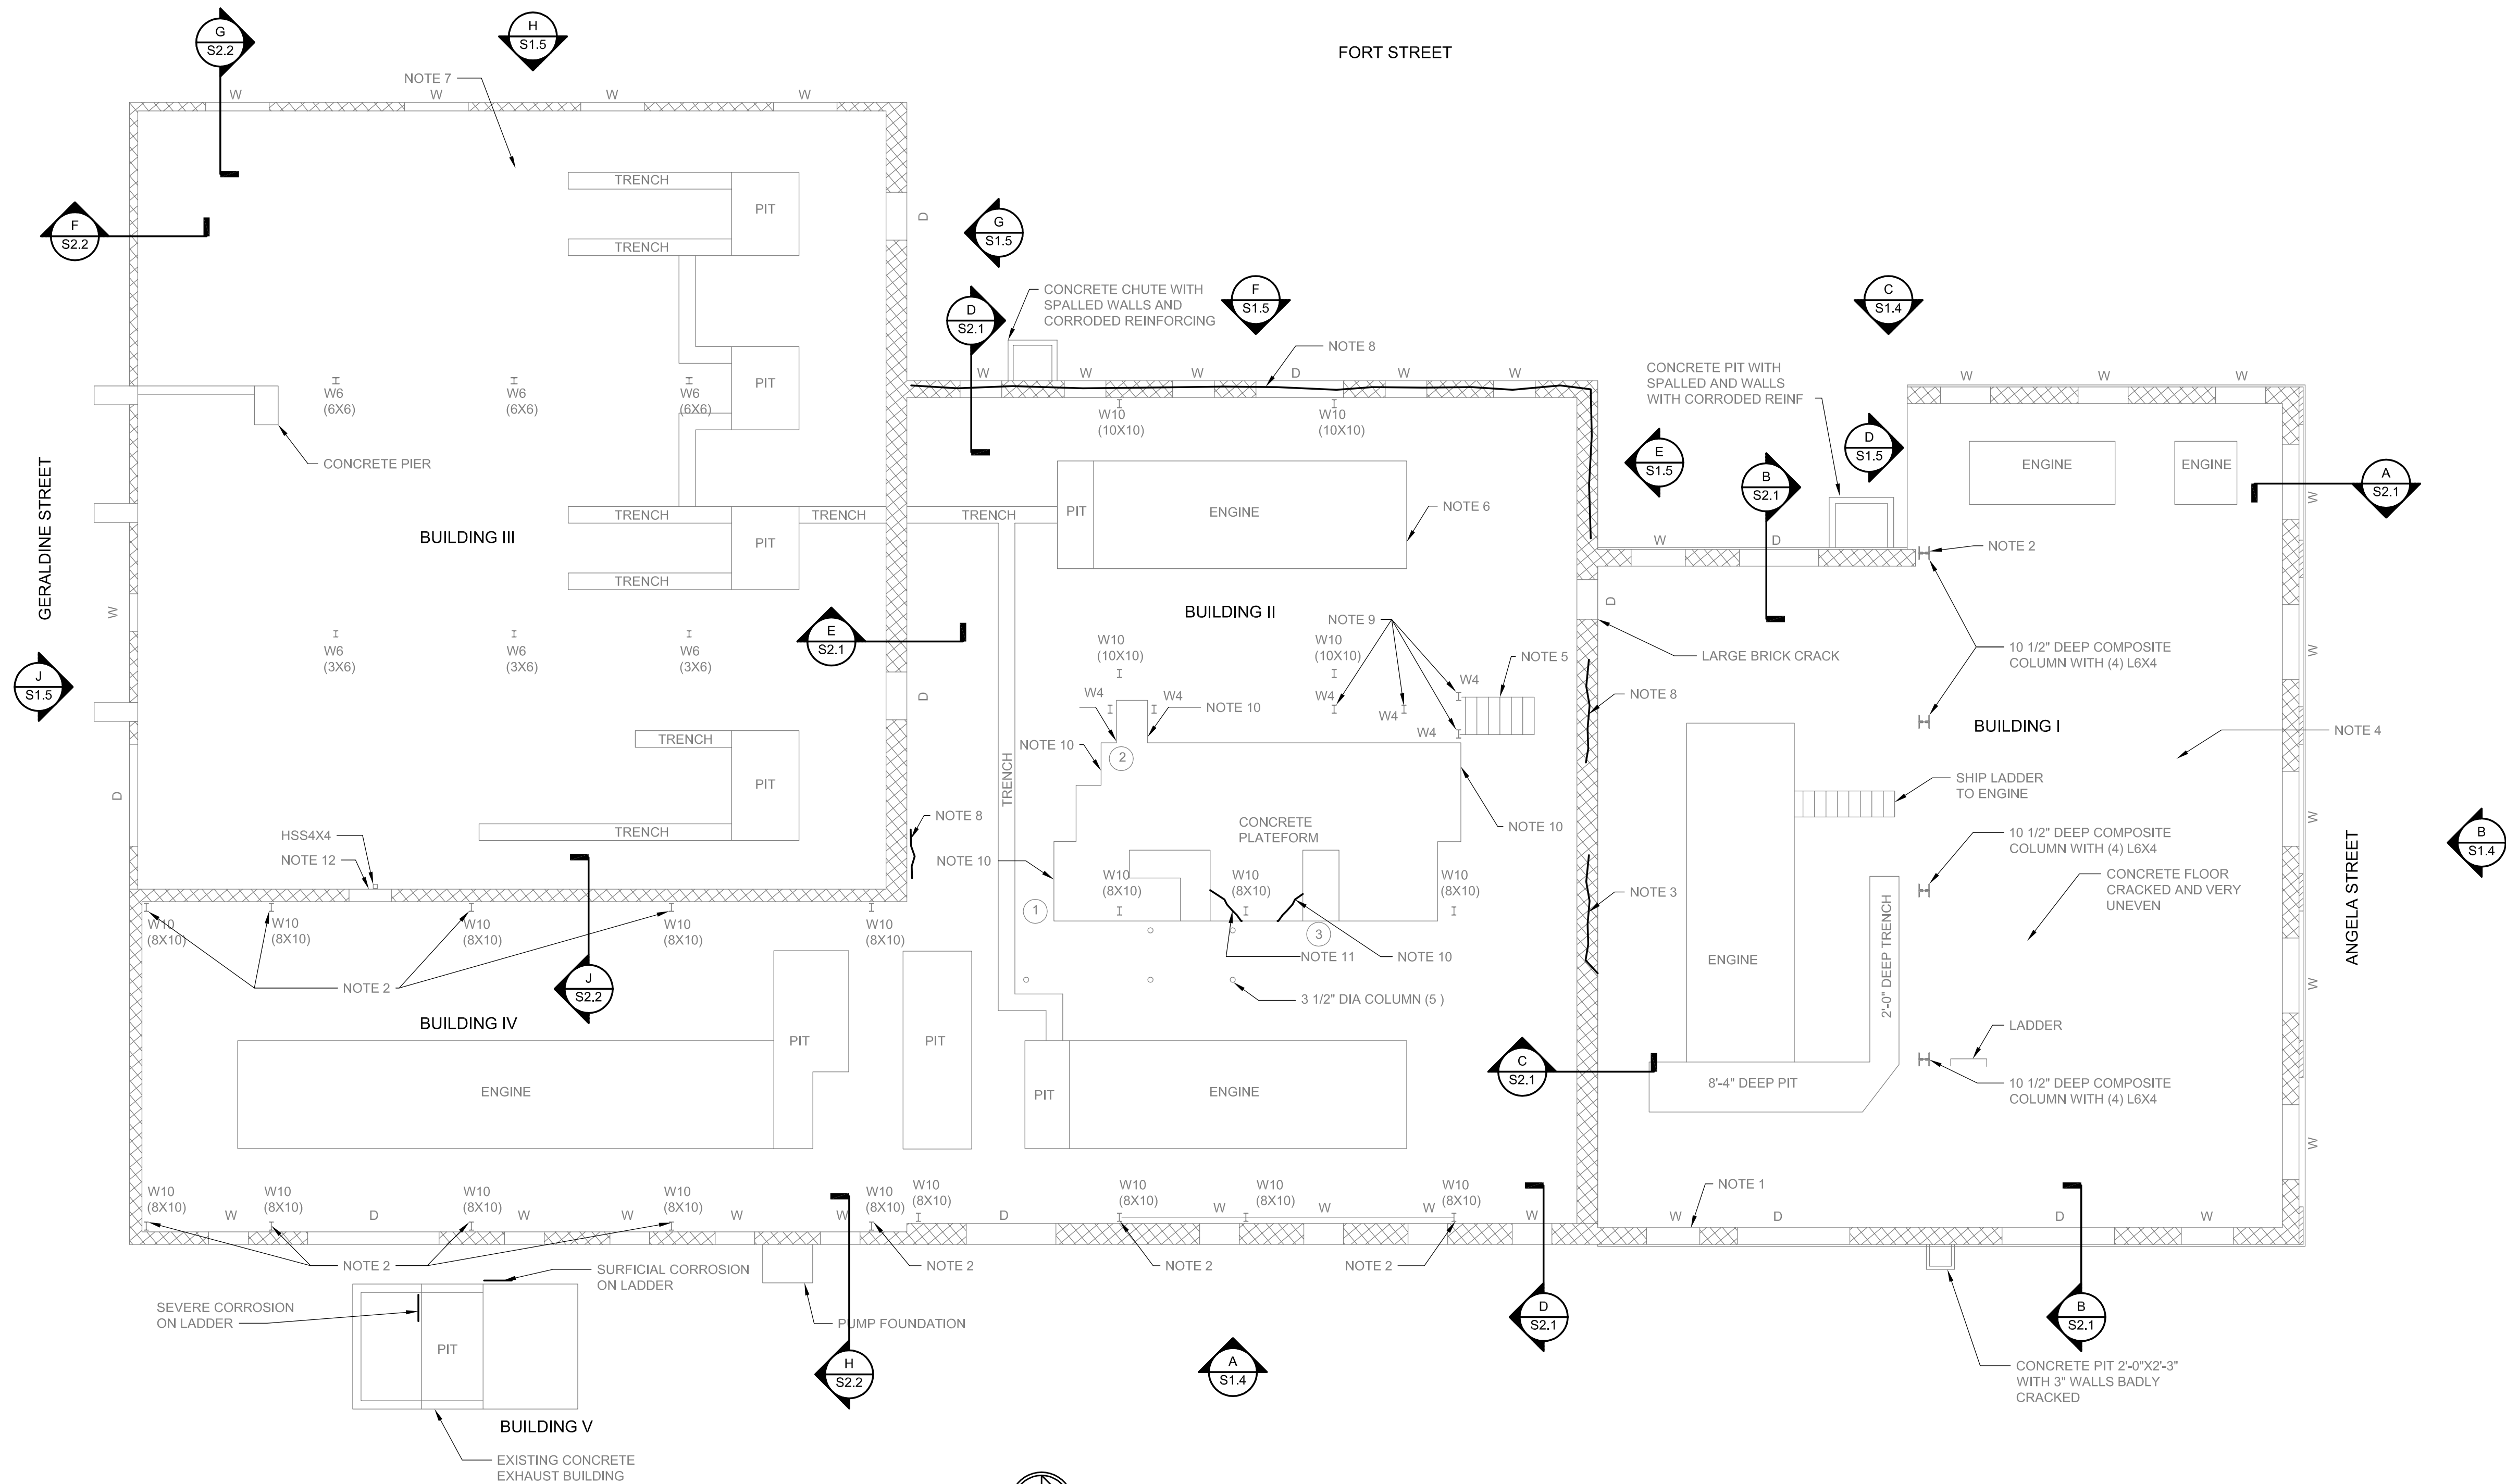 G
S2.2
H
S1.5
FORT STREET
NOTE 7
W
W
W
W
TRENCH
PIT
TRENCH
D
F
S2.2
G
S1.5
CONCRETE CHUTE WITH
SPALLED WALLS AND
CORRODED REINFORCING
D
S2.1
F
S1.5
C
S1.4
NOTE 8
W
W
W
D
W
W
CONCRETE PIT WITH
SPALLED AND WALLS
WITH CORRODED REINF
W
W
W
PIT
W6
(6X6)
W6
(6X6)
W6
(6X6)
W10
(10X10)
W10
(10X10)
CONCRETE PIER
E
S1.5
B
S2.1
D
S1.5
ENGINE
ENGINE
A
S2.1
W
GERALDINE STREET
BUILDING III
TRENCH
PIT
TRENCH
TRENCH
TRENCH
PIT
ENGINE
NOTE 6
W
D
NOTE 2
W
W6
(3X6)
W6
(3X6)
W6
(3X6)
E
S2.1
BUILDING II
NOTE 9
D
W10
(10X10)
W10
(10X10)
NOTE 5
LARGE BRICK CRACK
10 1/2" DEEP COMPOSITE
COLUMN WITH (4) L6X4
W
J
S1.5
D
W4
W4
NOTE 10
W4
W4
W4
W4
NOTE 8
BUILDING I
NOTE 4
TRENCH
PIT
TRENCH
D
NOTE 10
2
TRENCH
SHIP LADDER
TO ENGINE
W
HSS4X4
NOTE 12
NOTE 8
NOTE 10
CONCRETE
PLATEFORM
NOTE 10
10 1/2" DEEP COMPOSITE
COLUMN WITH (4) L6X4
ANGELA STREET
B
S1.4
W10
(8X10)
W10
(8X10)
W10
(8X10)
NOTE 3
CONCRETE FLOOR
CRACKED AND VERY
UNEVEN
1
3
W10
(8X10)
W10
(8X10)
W10
(8X10)
W10
(8X10)
W10
(8X10)
NOTE 2
J
S2.2
NOTE 11
NOTE 10
3 1/2" DIA COLUMN (5 )
ENGINE
2'-0" DEEP TRENCH
W
BUILDING IV
PIT
PIT
ENGINE
PIT
ENGINE
C
S2.1
8'-4" DEEP PIT
LADDER
10 1/2" DEEP COMPOSITE
COLUMN WITH (4) L6X4
W
W10
(8X10)
W10
(8X10)
W10
(8X10)
W10
(8X10)
W10
(8X10)
W10
(8X10)
W10
(8X10)
W10
(8X10)
W10
(8X10)
NOTE 1
W
D
W
W
W
W
D
W
W
W
W
W
D
D
W
NOTE 2
NOTE 2
NOTE 2
NOTE 2
SURFICIAL CORROSION
ON LADDER
SEVERE CORROSION
ON LADDER
PIT
PUMP FOUNDATION
H
S2.2
A
S1.4
D
S2.1
B
S2.1
CONCRETE PIT 2'-0"X2'-3"
WITH 3" WALLS BADLY
CRACKED
BUILDING V
EXISTING CONCRETE
EXHAUST BUILDING